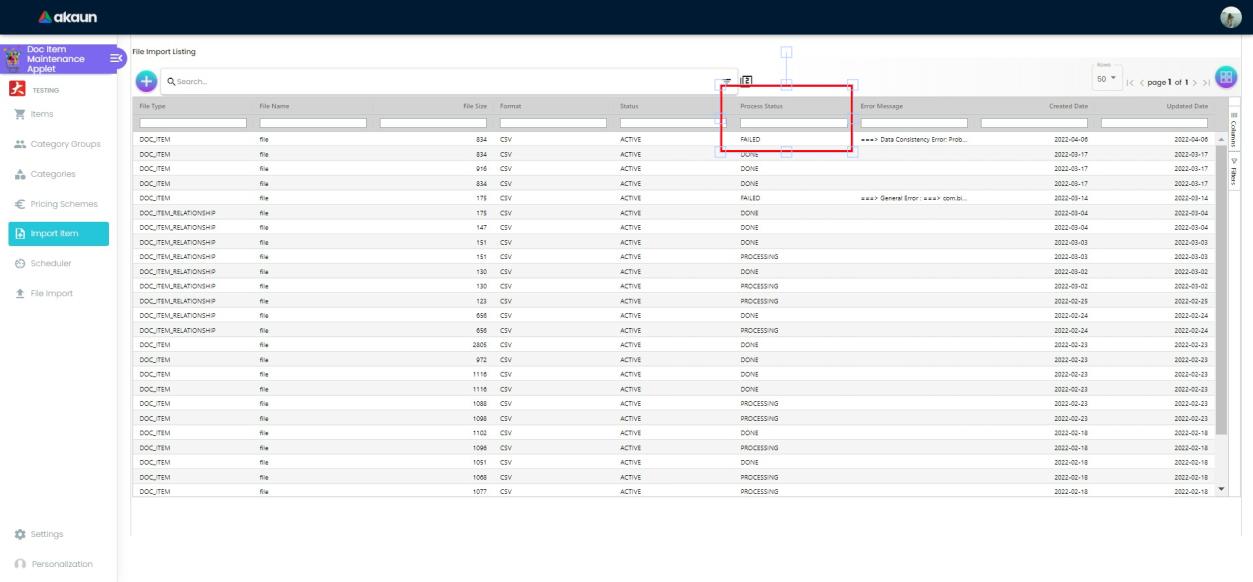 akaun
Doc Item
Maintenance
Applet
TESTING
Items
Category Groups
Categories
Pricing Schemes
Import Item
Scheduler
File Import
Settings
Personalization
File Import Listing
Search...
Rows
50
page 1 of 1
File Type File Name File Size Format Status Process Status Error Message Created Date Updated Date
DOC_ITEM file 834 CSV ACTIVE FAILED ===> Data Consistency Error: Prob... 2022-04-06 2022-04-06
DOC_ITEM file 834 CSV ACTIVE DONE 2022-03-17 2022-03-17
DOC_ITEM file 916 CSV ACTIVE DONE 2022-03-17 2022-03-17
DOC_ITEM file 834 CSV ACTIVE DONE 2022-03-17 2022-03-17
DOC_ITEM file 175 CSV ACTIVE FAILED ===> General Error : ===> com.bi... 2022-03-14 2022-03-14
DOC_ITEM_RELATIONSHIP file 175 CSV ACTIVE DONE 2022-03-04 2022-03-04
DOC_ITEM_RELATIONSHIP file 147 CSV ACTIVE DONE 2022-03-04 2022-03-04
DOC_ITEM_RELATIONSHIP file 151 CSV ACTIVE DONE 2022-03-03 2022-03-03
DOC_ITEM_RELATIONSHIP file 151 CSV ACTIVE PROCESSING 2022-03-03 2022-03-03
DOC_ITEM_RELATIONSHIP file 130 CSV ACTIVE DONE 2022-03-02 2022-03-02
DOC_ITEM_RELATIONSHIP file 130 CSV ACTIVE PROCESSING 2022-03-02 2022-03-02
DOC_ITEM_RELATIONSHIP file 123 CSV ACTIVE PROCESSING 2022-02-25 2022-02-25
DOC_ITEM_RELATIONSHIP file 656 CSV ACTIVE DONE 2022-02-24 2022-02-24
DOC_ITEM_RELATIONSHIP file 656 CSV ACTIVE PROCESSING 2022-02-24 2022-02-24
DOC_ITEM file 2805 CSV ACTIVE DONE 2022-02-23 2022-02-23
DOC_ITEM file 972 CSV ACTIVE DONE 2022-02-23 2022-02-23
DOC_ITEM file 1116 CSV ACTIVE DONE 2022-02-23 2022-02-23
DOC_ITEM file 1116 CSV ACTIVE DONE 2022-02-23 2022-02-23
DOC_ITEM file 1088 CSV ACTIVE PROCESSING 2022-02-23 2022-02-23
DOC_ITEM file 1098 CSV ACTIVE PROCESSING 2022-02-23 2022-02-23
DOC_ITEM file 1102 CSV ACTIVE DONE 2022-02-18 2022-02-18
DOC_ITEM file 1096 CSV ACTIVE PROCESSING 2022-02-18 2022-02-18
DOC_ITEM file 1051 CSV ACTIVE DONE 2022-02-18 2022-02-18
DOC_ITEM file 1068 CSV ACTIVE PROCESSING 2022-02-18 2022-02-18
DOC_ITEM file 1077 CSV ACTIVE PROCESSING 2022-02-18 2022-02-18
Columns
Filters